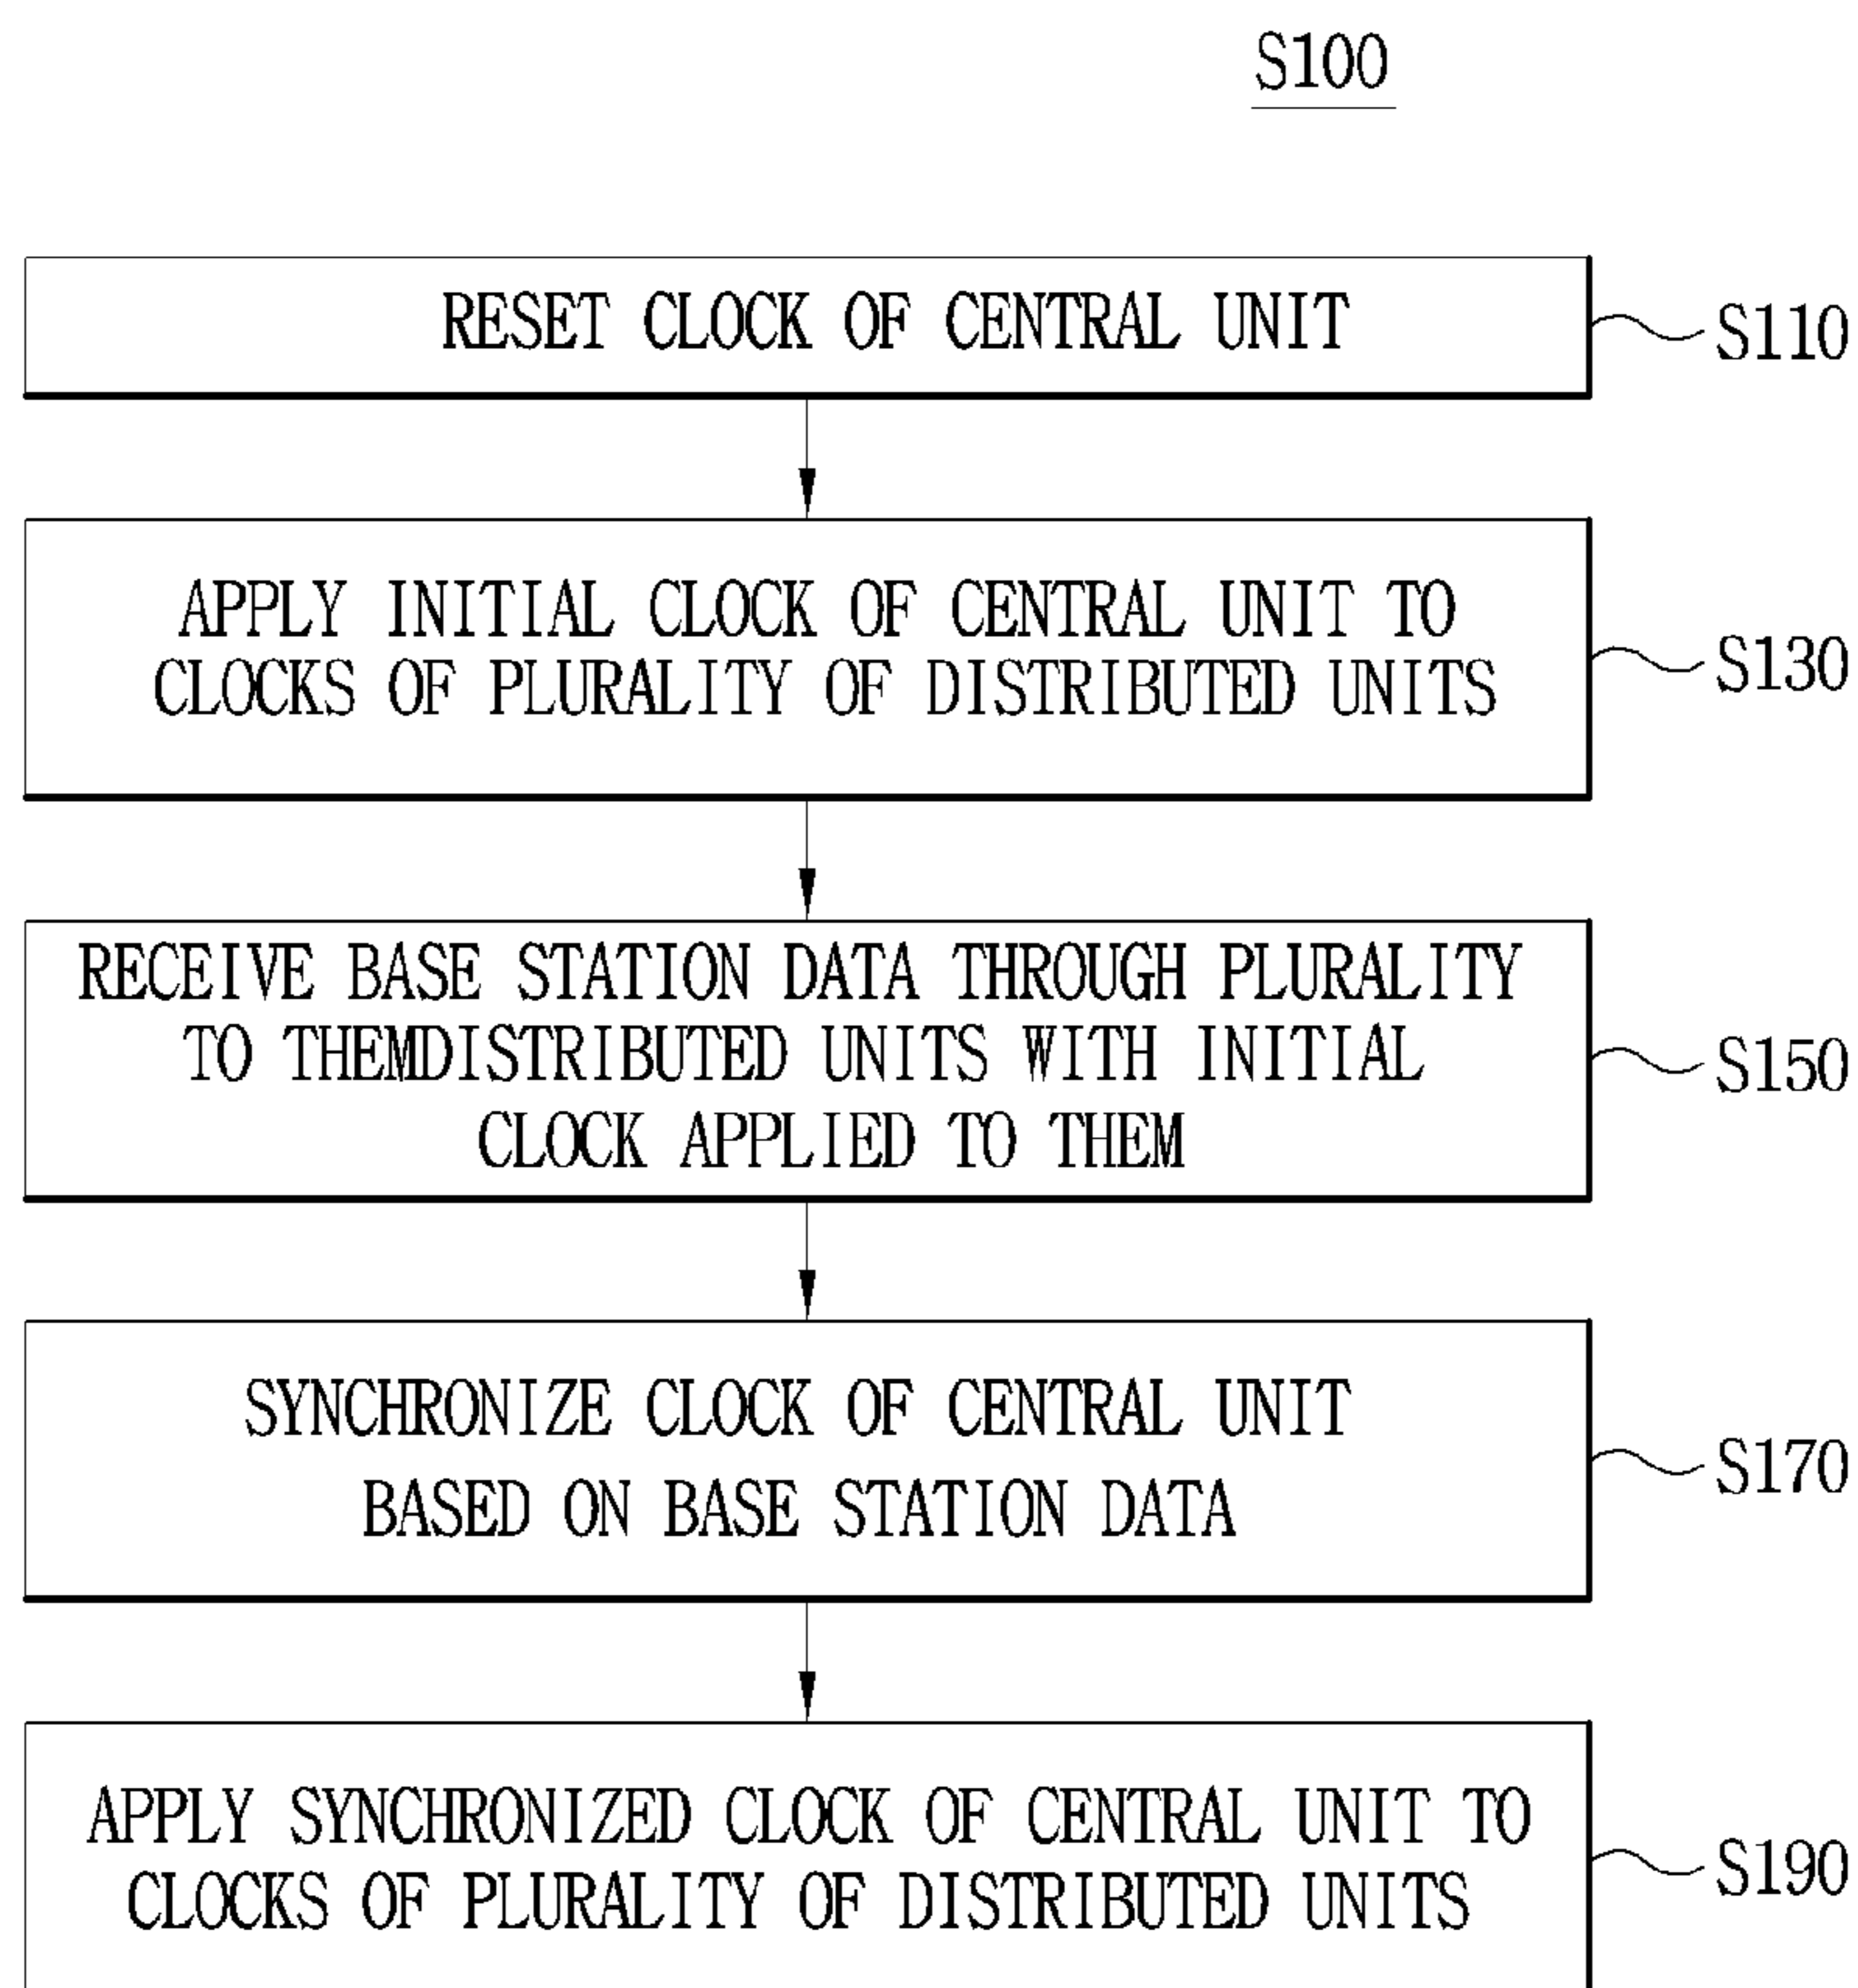 S100
RESET CLOCK OF CENTRAL UNIT
S110
APPLY INITIAL CLOCK OF CENTRAL UNIT TO
CLOCKS OF PLURALITY OF DISTRIBUTED UNITS
S130
RECEIVE BASE STATION DATA THROUGH PLURALITY
TO THEMDISTRIBUTED UNITS WITH INITIAL
CLOCK APPLIED TO THEM
S150
SYNCHRONIZE CLOCK OF CENTRAL UNIT
BASED ON BASE STATION DATA
S170
APPLY SYNCHRONIZED CLOCK OF CENTRAL UNIT TO
CLOCKS OF PLURALITY OF DISTRIBUTED UNITS
S190